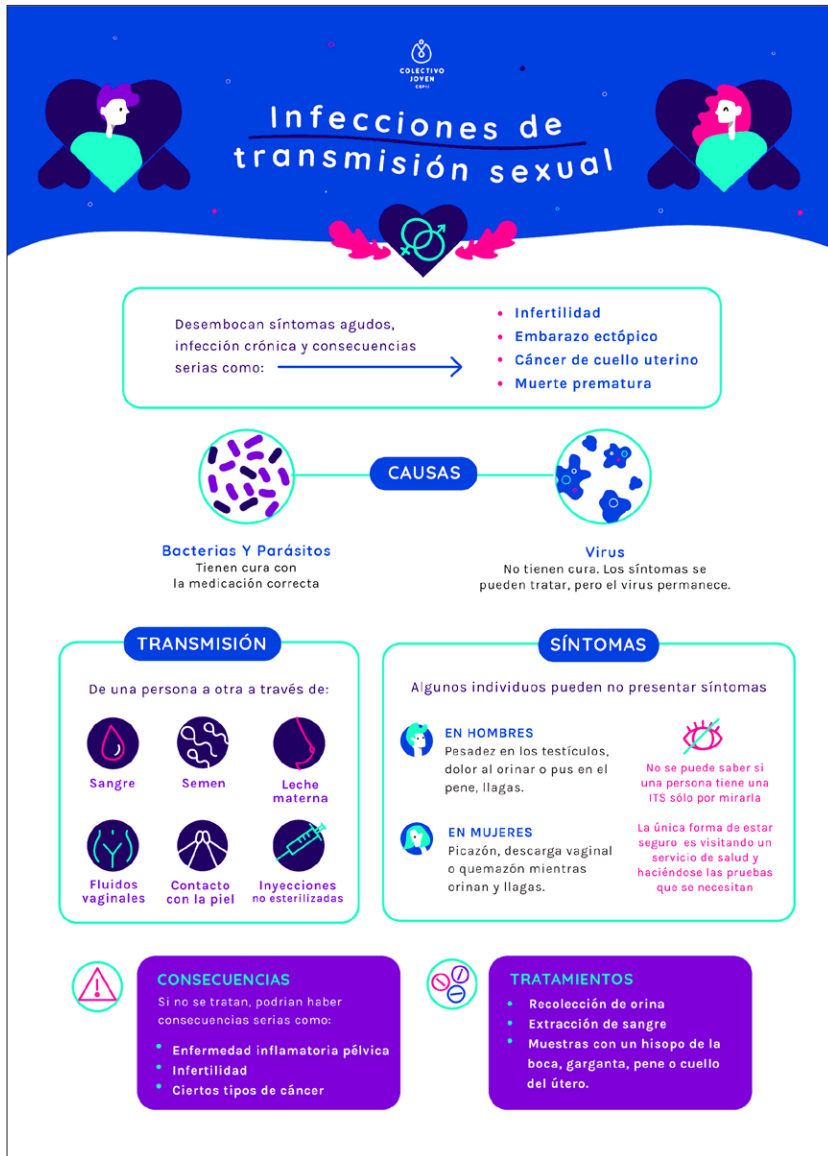 COLECTIVO
JOVEN
Infecciones de
transmisión sexual
Desembocan síntomas agudos,
infección crónica y consecuencias
serias como:
• Infertilidad
• Embarazo ectópico
• Cáncer de cuello uterino
• Muerte prematura
CAUSAS
Bacterias Y Parásitos
Tienen cura con
la medicación correcta
Virus
No tienen cura. Los síntomas se
pueden tratar, pero el virus permanece.
TRANSMISIÓN
De una persona a otra a través de:
Sangre
Semen
Leche
materna
Fluidos
vaginales
Contacto
con la piel
Inyecciones
no esterilizadas
SÍNTOMAS
Algunos individuos pueden no presentar síntomas
EN HOMBRES
Pesadez en los testículos,
dolor al orinar o pus en el
pene, llagas.
EN MUJERES
Picazón, descarga vaginal
o quemazón mientras
orinan y llagas.
No se puede saber si
una persona tiene una
ITS sólo por mirarla
La única forma de estar
seguro es visitando un
servicio de salud y
haciéndose las pruebas
que se necesitan
CONSECUENCIAS
Si no se tratan, podrian haber
consecuencias serias como:
• Enfermedad inflamatoria pélvica
• Infertilidad
• Ciertos tipos de cáncer
TRATAMIENTOS
• Recolección de orina
• Extracción de sangre
• Muestras con un hisopo de la
boca, garganta, pene o cuello
del útero.